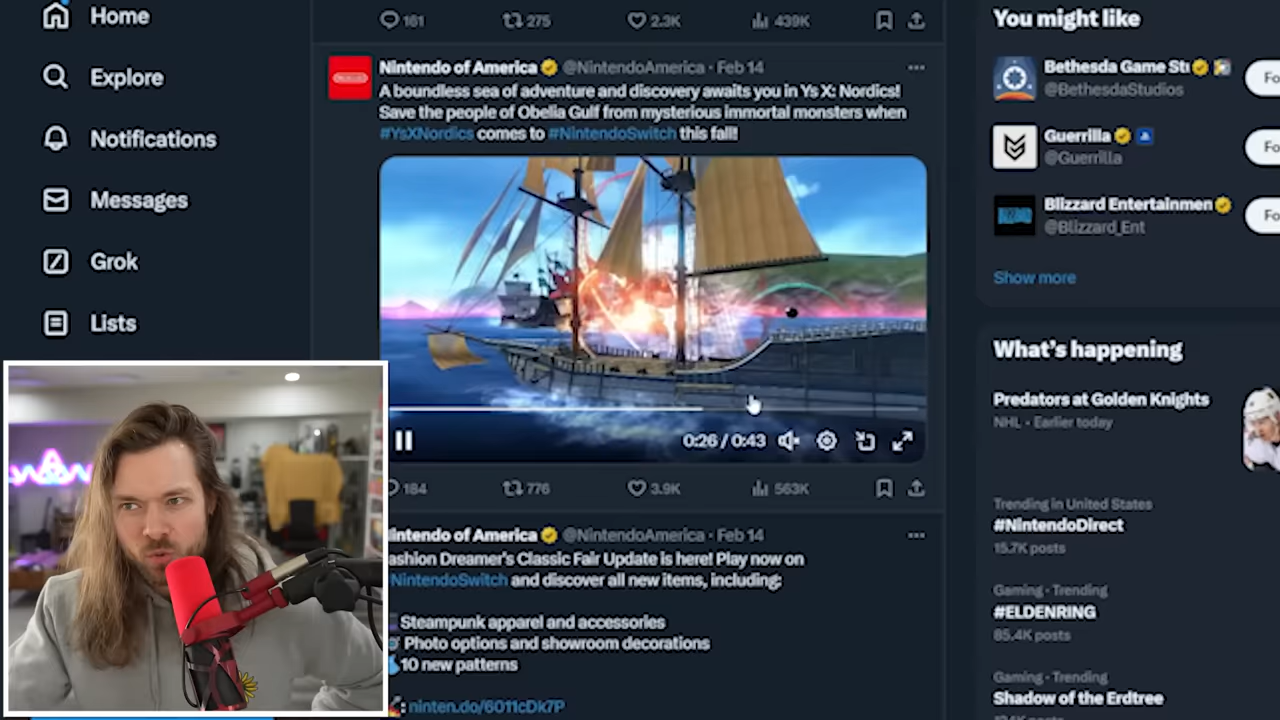 Home
Explore
Notifications
Messages
Grok
Lists
161 275 2.3K 439K
Nintendo of America @NintendoAmerica · Feb 14
A boundless sea of adventure and discovery awaits you in Ys X: Nordics!
Save the people of Obelia Gulf from mysterious immortal monsters when
#YsXNordics comes to #NintendoSwitch this fall!
0:26 / 0:43
184 776 3.9K 563K
intendo of America @NintendoAmerica · Feb 14
ashion Dreamer's Classic Fair Update is here! Play now on
NintendoSwitch and discover all new items, including:
Steampunk apparel and accessories
Photo options and showroom decorations
10 new patterns
: ninten.do/6011cDk7P
You might like
Bethesda Game Stu
@BethesdaStudios
Fo
Guerrilla
@Guerrilla
Fo
Blizzard Entertainmen
@Blizzard_Ent
Fo
Show more
What's happening
Predators at Golden Knights
NHL · Earlier today
Trending in United States
#NintendoDirect
15.7K posts
Gaming · Trending
#ELDENRING
85.4K posts
Gaming · Trending
Shadow of the Erdtree